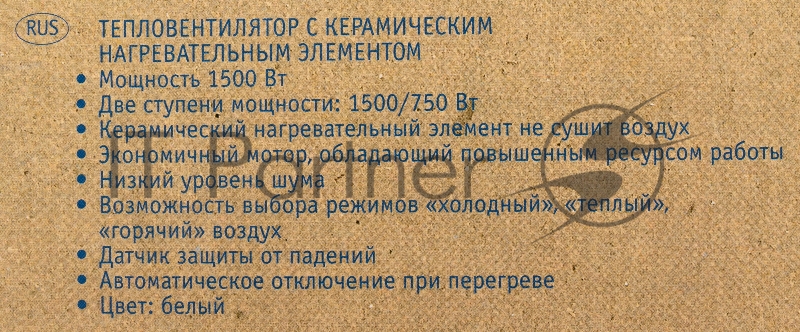 RUS
ТЕПЛОВЕНТИЛЯТОР С КЕРАМИЧЕСКИМ
НАГРЕВАТЕЛЬНЫМ ЭЛЕМЕНТОМ
• Мощность 1500 Вт
• Две ступени мощности: 1500/750 Вт
• Керамический нагревательный элемент не сушит воздух
• Экономичный мотор, обладающий повышенным ресурсом работы
• Низкий уровень шума
• Возможность выбора режимов «холодный», «теплый»,
«горячий» воздух
• Датчик защиты от падений
• Автоматическое отключение при перегреве
• Цвет: белый
IT Partner